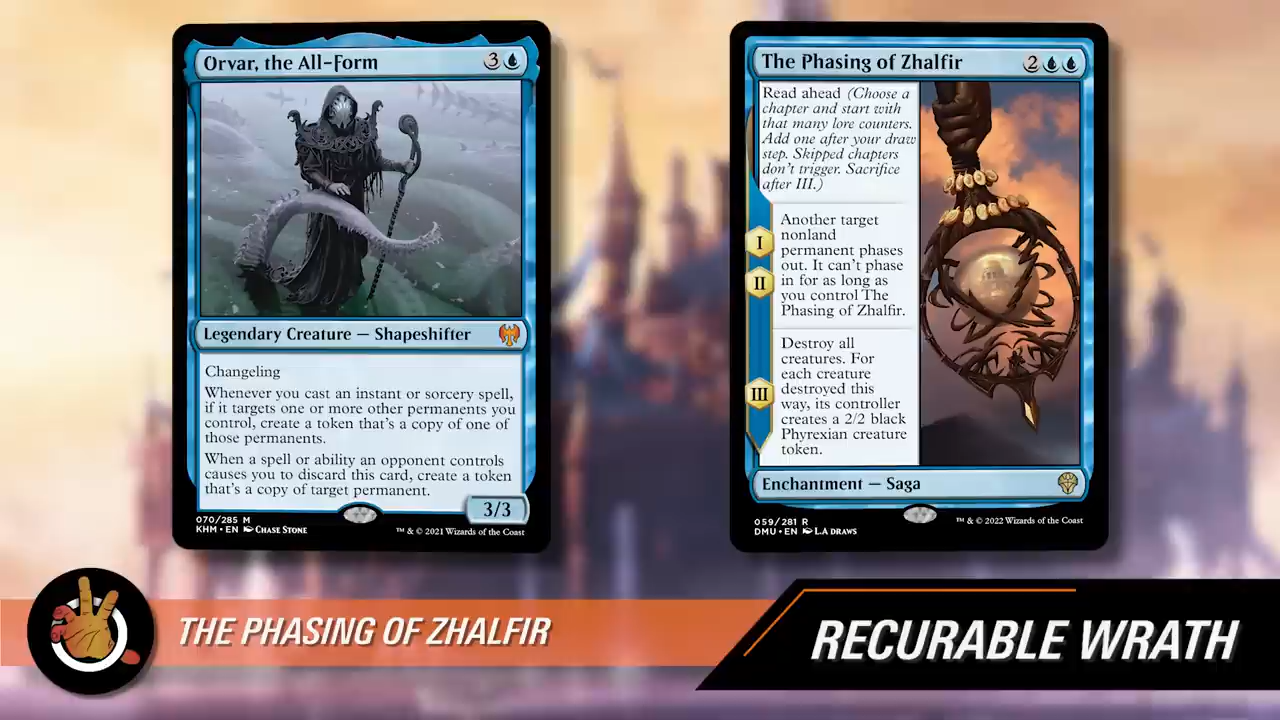 Orvar, the All-Form 3
Legendary Creature — Shapeshifter
Changeling
Whenever you cast an instant or sorcery spell,
if it targets one or more other permanents you
control, create a token that's a copy of one of
those permanents.
When a spell or ability an opponent controls
causes you to discard this card, create a token
that's a copy of target permanent.
3/3
070/285 M
KHM • EN CHASE STONE
™ & © 2021 Wizards of the Coast
The Phasing of Zhalfir 2
Read ahead (Choose a
chapter and start with
that many lore counters.
Add one after your draw
step. Skipped chapters
don't trigger. Sacrifice
after III.)
I
II
Another target
nonland
permanent phases
out. It can't phase
in for as long as
you control The
Phasing of Zhalfir.
III
Destroy all
creatures. For
each creature
destroyed this
way, its controller
creates a 2/2 black
Phyrexian creature
token.
Enchantment — Saga
059/281 R
DMU • EN L.A DRAWS
™ & © 2022 Wizards of the Coast
THE PHASING OF ZHALFIR
RECURABLE WRATH